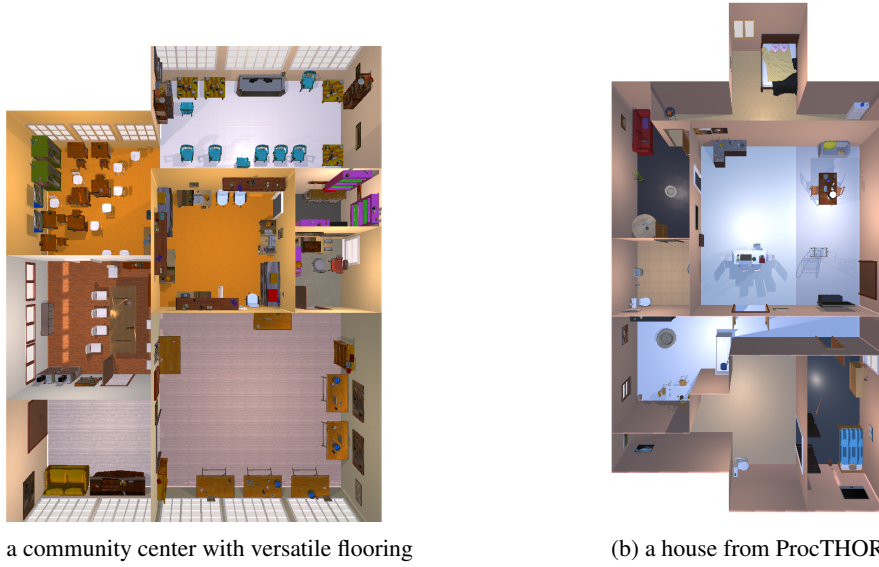 a community center with versatile flooring
(b) a house from ProcTHOR